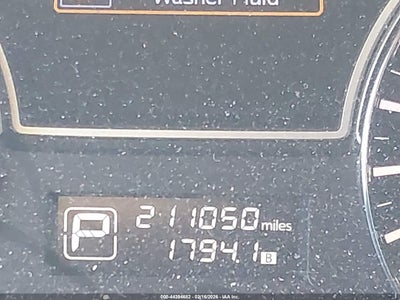 Washer Fluid
211050 miles
P
1794.1 B
000-44394682 - 02/16/2026 - IAA Inc.